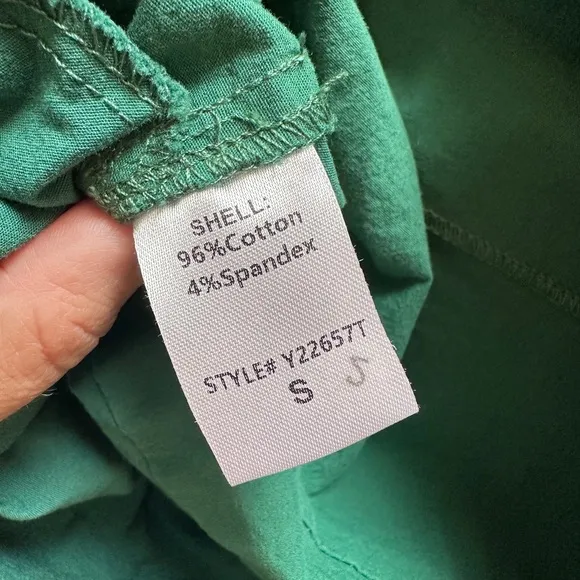 SHELL:
96%Cotton
4%Spandex
STYLE# Y22657T
S S